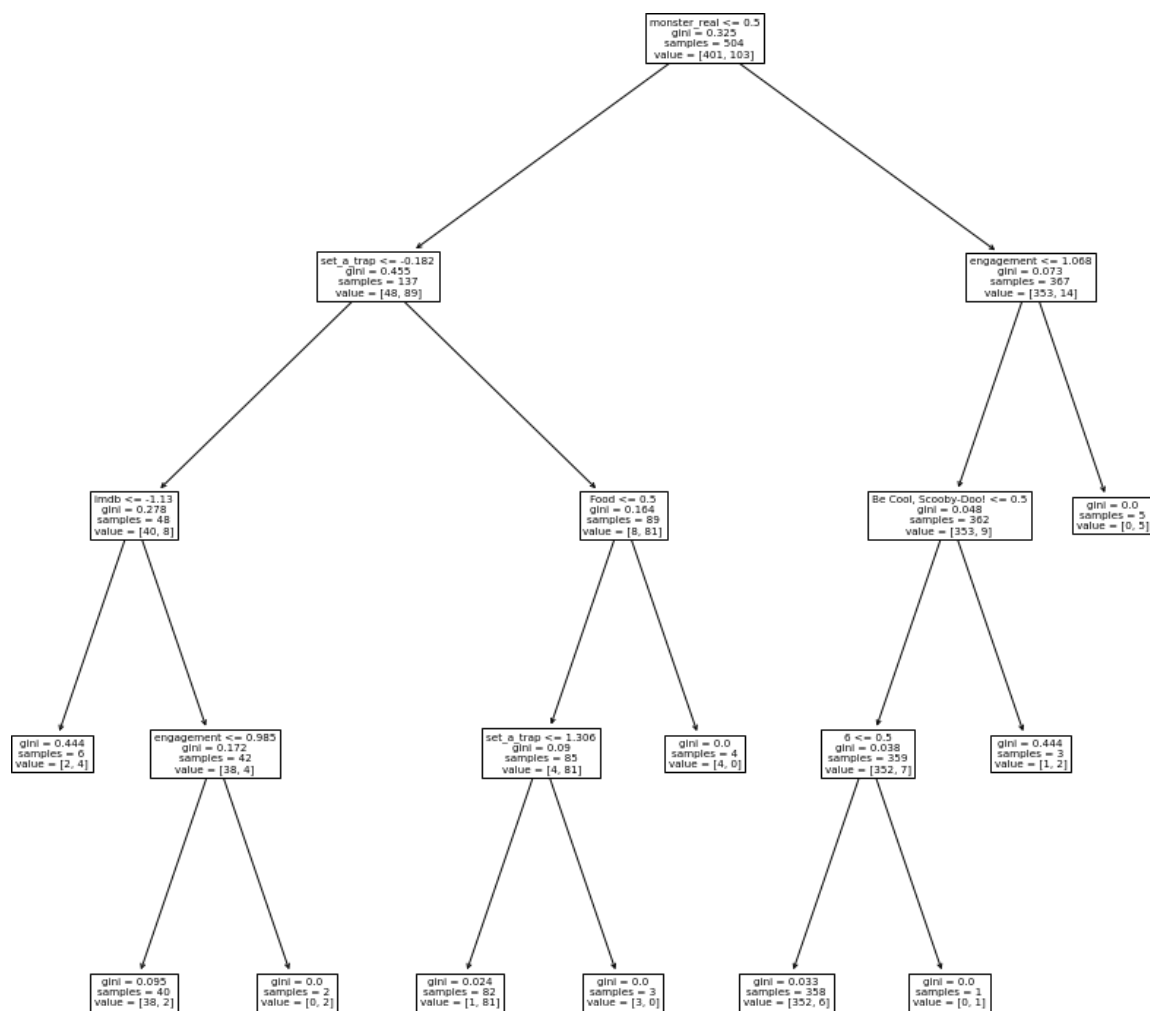 monster_real <= 0.5
gini = 0.325
samples = 504
value = [401, 103]
set_a_trap <= -0.182
gini = 0.455
samples = 137
value = [48, 89]
engagement <= 1.068
gini = 0.073
samples = 367
value = [353, 14]
imdb <= -1.13
gini = 0.278
samples = 48
value = [40, 8]
Food <= 0.5
gini = 0.164
samples = 89
value = [8, 81]
Be Cool, Scooby-Doo! <= 0.5
gini = 0.048
samples = 362
value = [353, 9]
gini = 0.0
samples = 5
value = [0, 5]
gini = 0.444
samples = 6
value = [2, 4]
engagement <= 0.985
gini = 0.172
samples = 42
value = [38, 4]
set_a_trap <= 1.306
gini = 0.09
samples = 85
value = [4, 81]
gini = 0.0
samples = 4
value = [4, 0]
6 <= 0.5
gini = 0.038
samples = 359
value = [352, 7]
gini = 0.444
samples = 3
value = [1, 2]
gini = 0.095
samples = 40
value = [38, 2]
gini = 0.0
samples = 2
value = [0, 2]
gini = 0.024
samples = 82
value = [1, 81]
gini = 0.0
samples = 3
value = [3, 0]
gini = 0.033
samples = 358
value = [352, 6]
gini = 0.0
samples = 1
value = [0, 1]